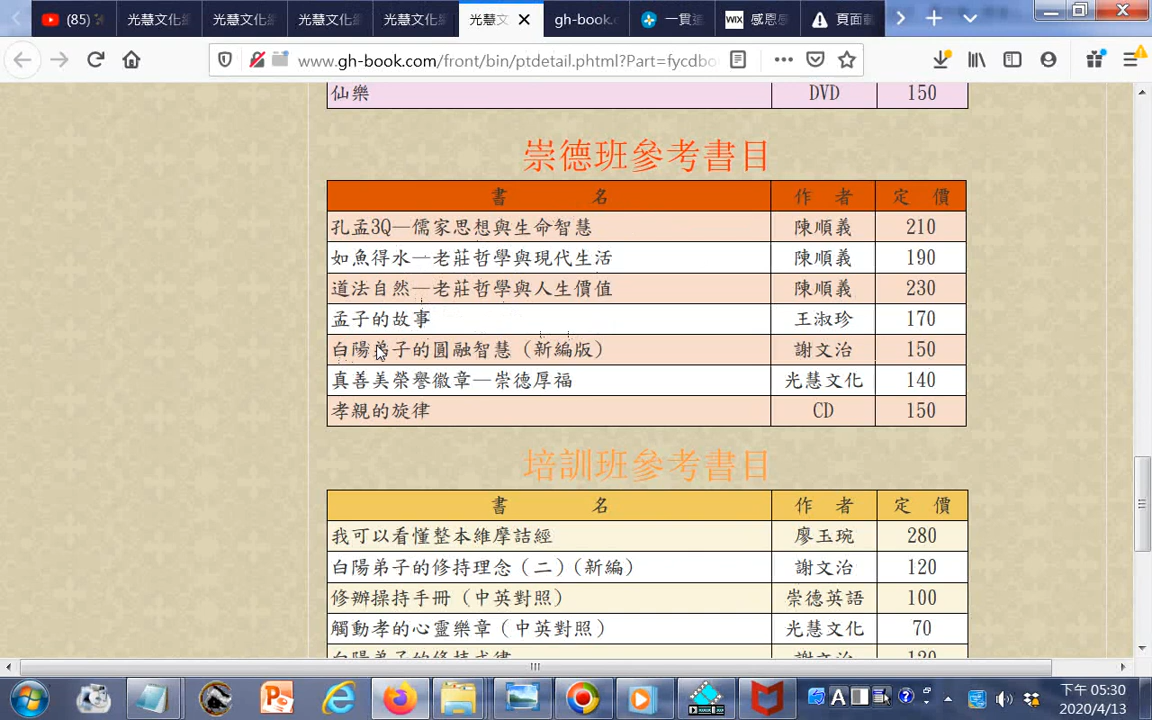 (85)
光慧文化
光慧文化
光慧文化
光慧文化
光慧文
gh-book.c
一貫道
WIX 感恩感
頁面載
www.gh-book.com/front/bin/ptdetail.phtml?Part=fycdbo
仙樂 DVD 150
崇德班參考書目
書 名 作 者 定 價
孔孟3Q—儒家思想與生命智慧 陳順義 210
如魚得水—老莊哲學與現代生活 陳順義 190
道法自然—老莊哲學與人生價值 陳順義 230
孟子的故事 王淑珍 170
白陽弟子的圓融智慧（新編版） 謝文治 150
真善美榮譽徽章—崇德厚福 光慧文化 140
孝親的旋律 CD 150
培訓班參考書目
書 名 作 者 定 價
我可以看懂整本維摩詰經 廖玉琬 280
白陽弟子的修持理念（二）（新編） 謝文治 120
修辦操持手冊（中英對照） 崇德英語 100
觸動孝的心靈樂章（中英對照） 光慧文化 70
下午 05:30
2020/4/13